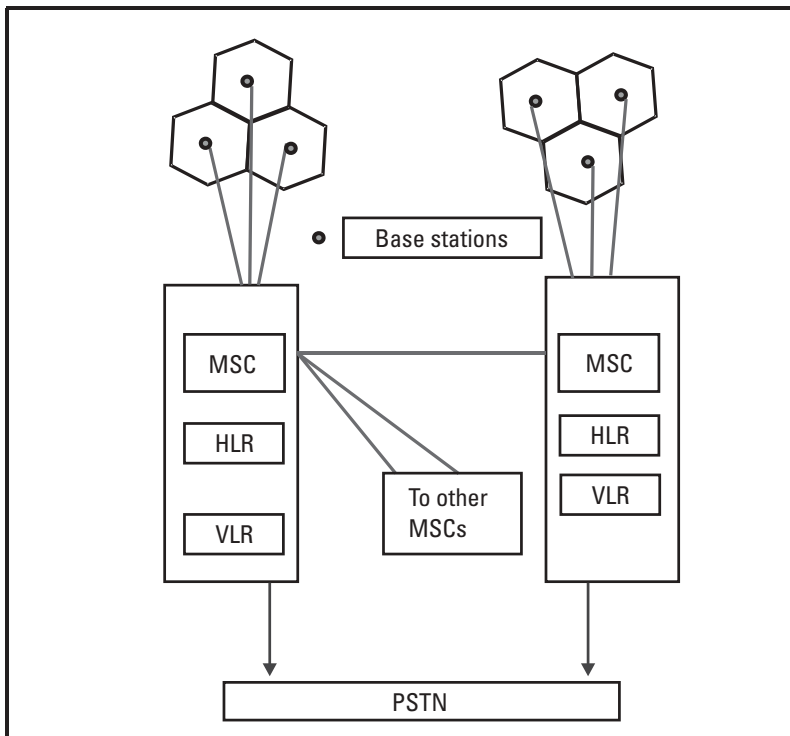 Base stations
MSC
HLR
VLR
To other
MSCs
MSC
HLR
VLR
PSTN